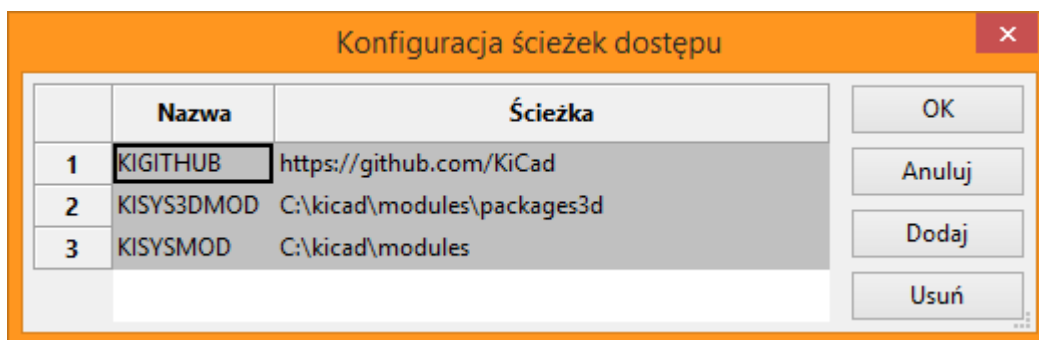 Konfiguracja ścieżek dostępu
Nazwa Ścieżka
1 KIGITHUB https://github.com/KiCad
2 KISYS3DMOD C:\kicad\modules\packages3d
3 KISYSMOD C:\kicad\modules
OK
Anuluj
Dodaj
Usuń